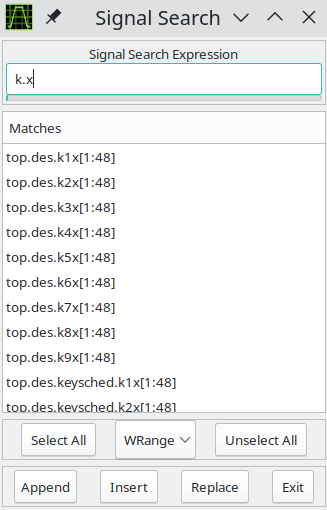 Signal Search
Signal Search Expression
k.x
Matches
top.des.k1x[1:48]
top.des.k2x[1:48]
top.des.k3x[1:48]
top.des.k4x[1:48]
top.des.k5x[1:48]
top.des.k6x[1:48]
top.des.k7x[1:48]
top.des.k8x[1:48]
top.des.k9x[1:48]
top.des.keysched.k1x[1:48]
top.des.keysched.k2x[1:48]
Select All WRange Unselect All
Append Insert Replace Exit